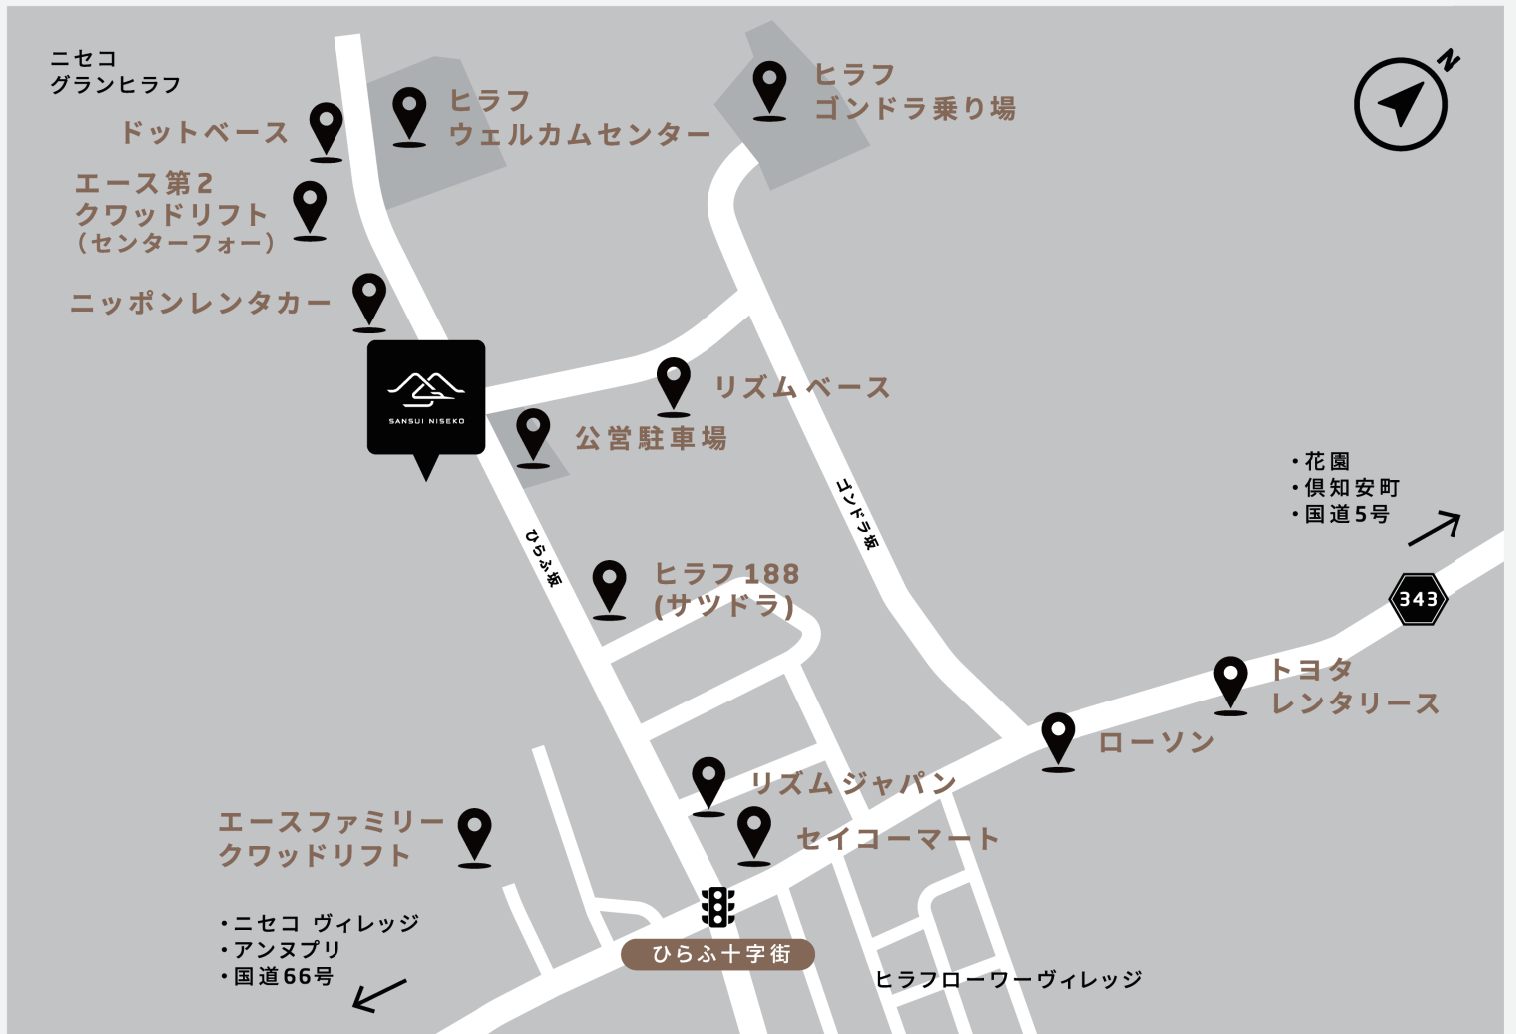 ニセコ
グランヒラフ
N
ドットベース
ヒラフ
ウェルカムセンター
ヒラフ
ゴンドラ乗り場
エース第2
クワッドリフト
（センターフォー）
ニッポンレンタカー
SANSUI NISEKO
リズムベース
公営駐車場
ゴンドラ坂
ひらふ坂
・花園
・倶知安町
・国道5号
343
ヒラフ188
(サツドラ)
トヨタ
レンタリース
ローソン
リズムジャパン
セイコーマート
エースファミリー
クワッドリフト
・ニセコ ヴィレッジ
・アンヌプリ
・国道66号
ひらふ十字街
ヒラフローワーヴィレッジ